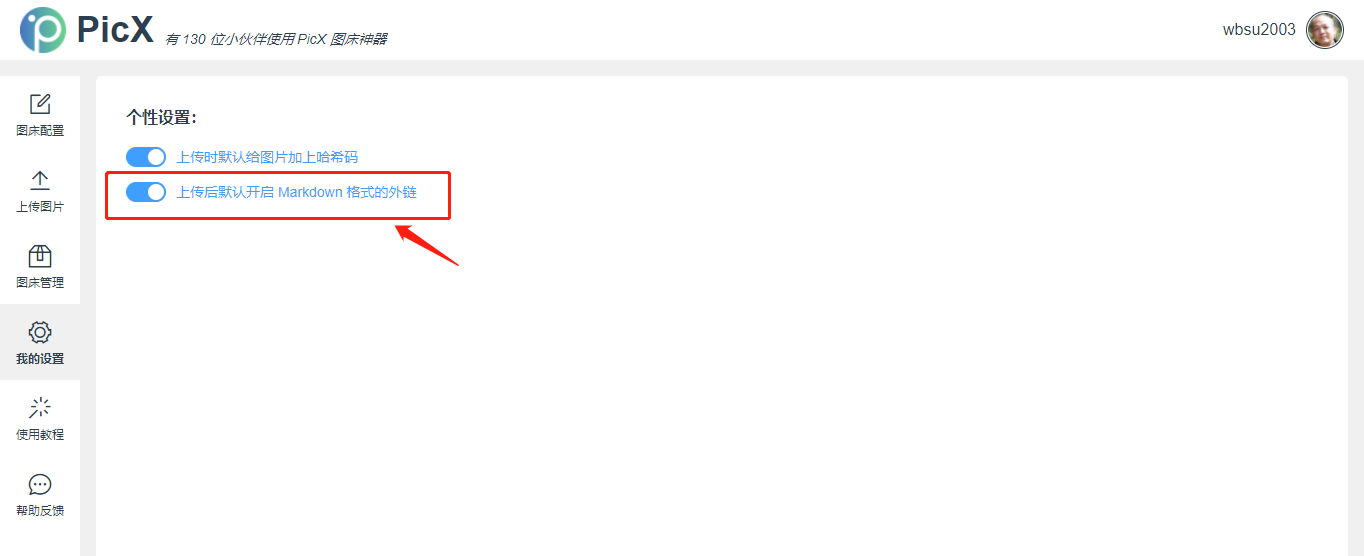 PicX 有 130 位小伙伴使用 PicX 图床神器
wbsu2003
图床配置
上传图片
图床管理
我的设置
使用教程
帮助反馈
个性设置：
上传时默认给图片加上哈希码
上传后默认开启 Markdown 格式的外链